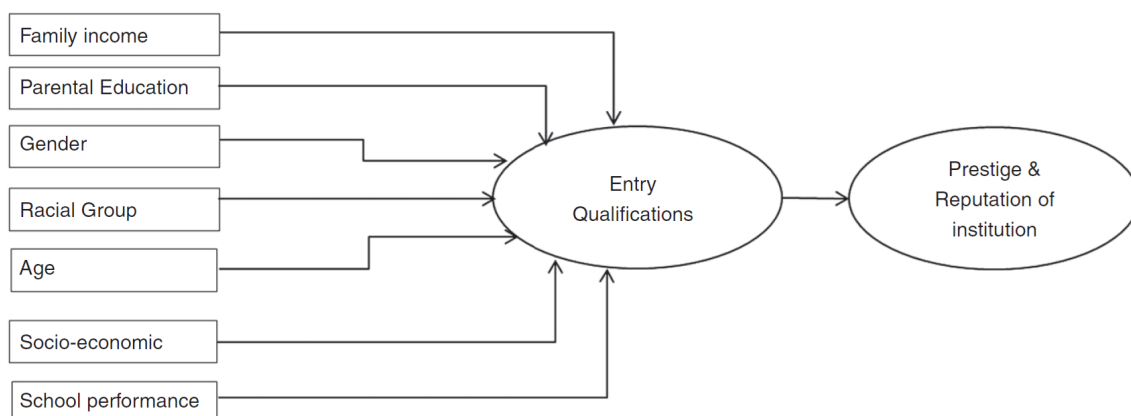 Family income
Parental Education
Gender
Racial Group
Age
Socio-economic
School performance
Entry
Qualifications
Prestige &
Reputation of
institution